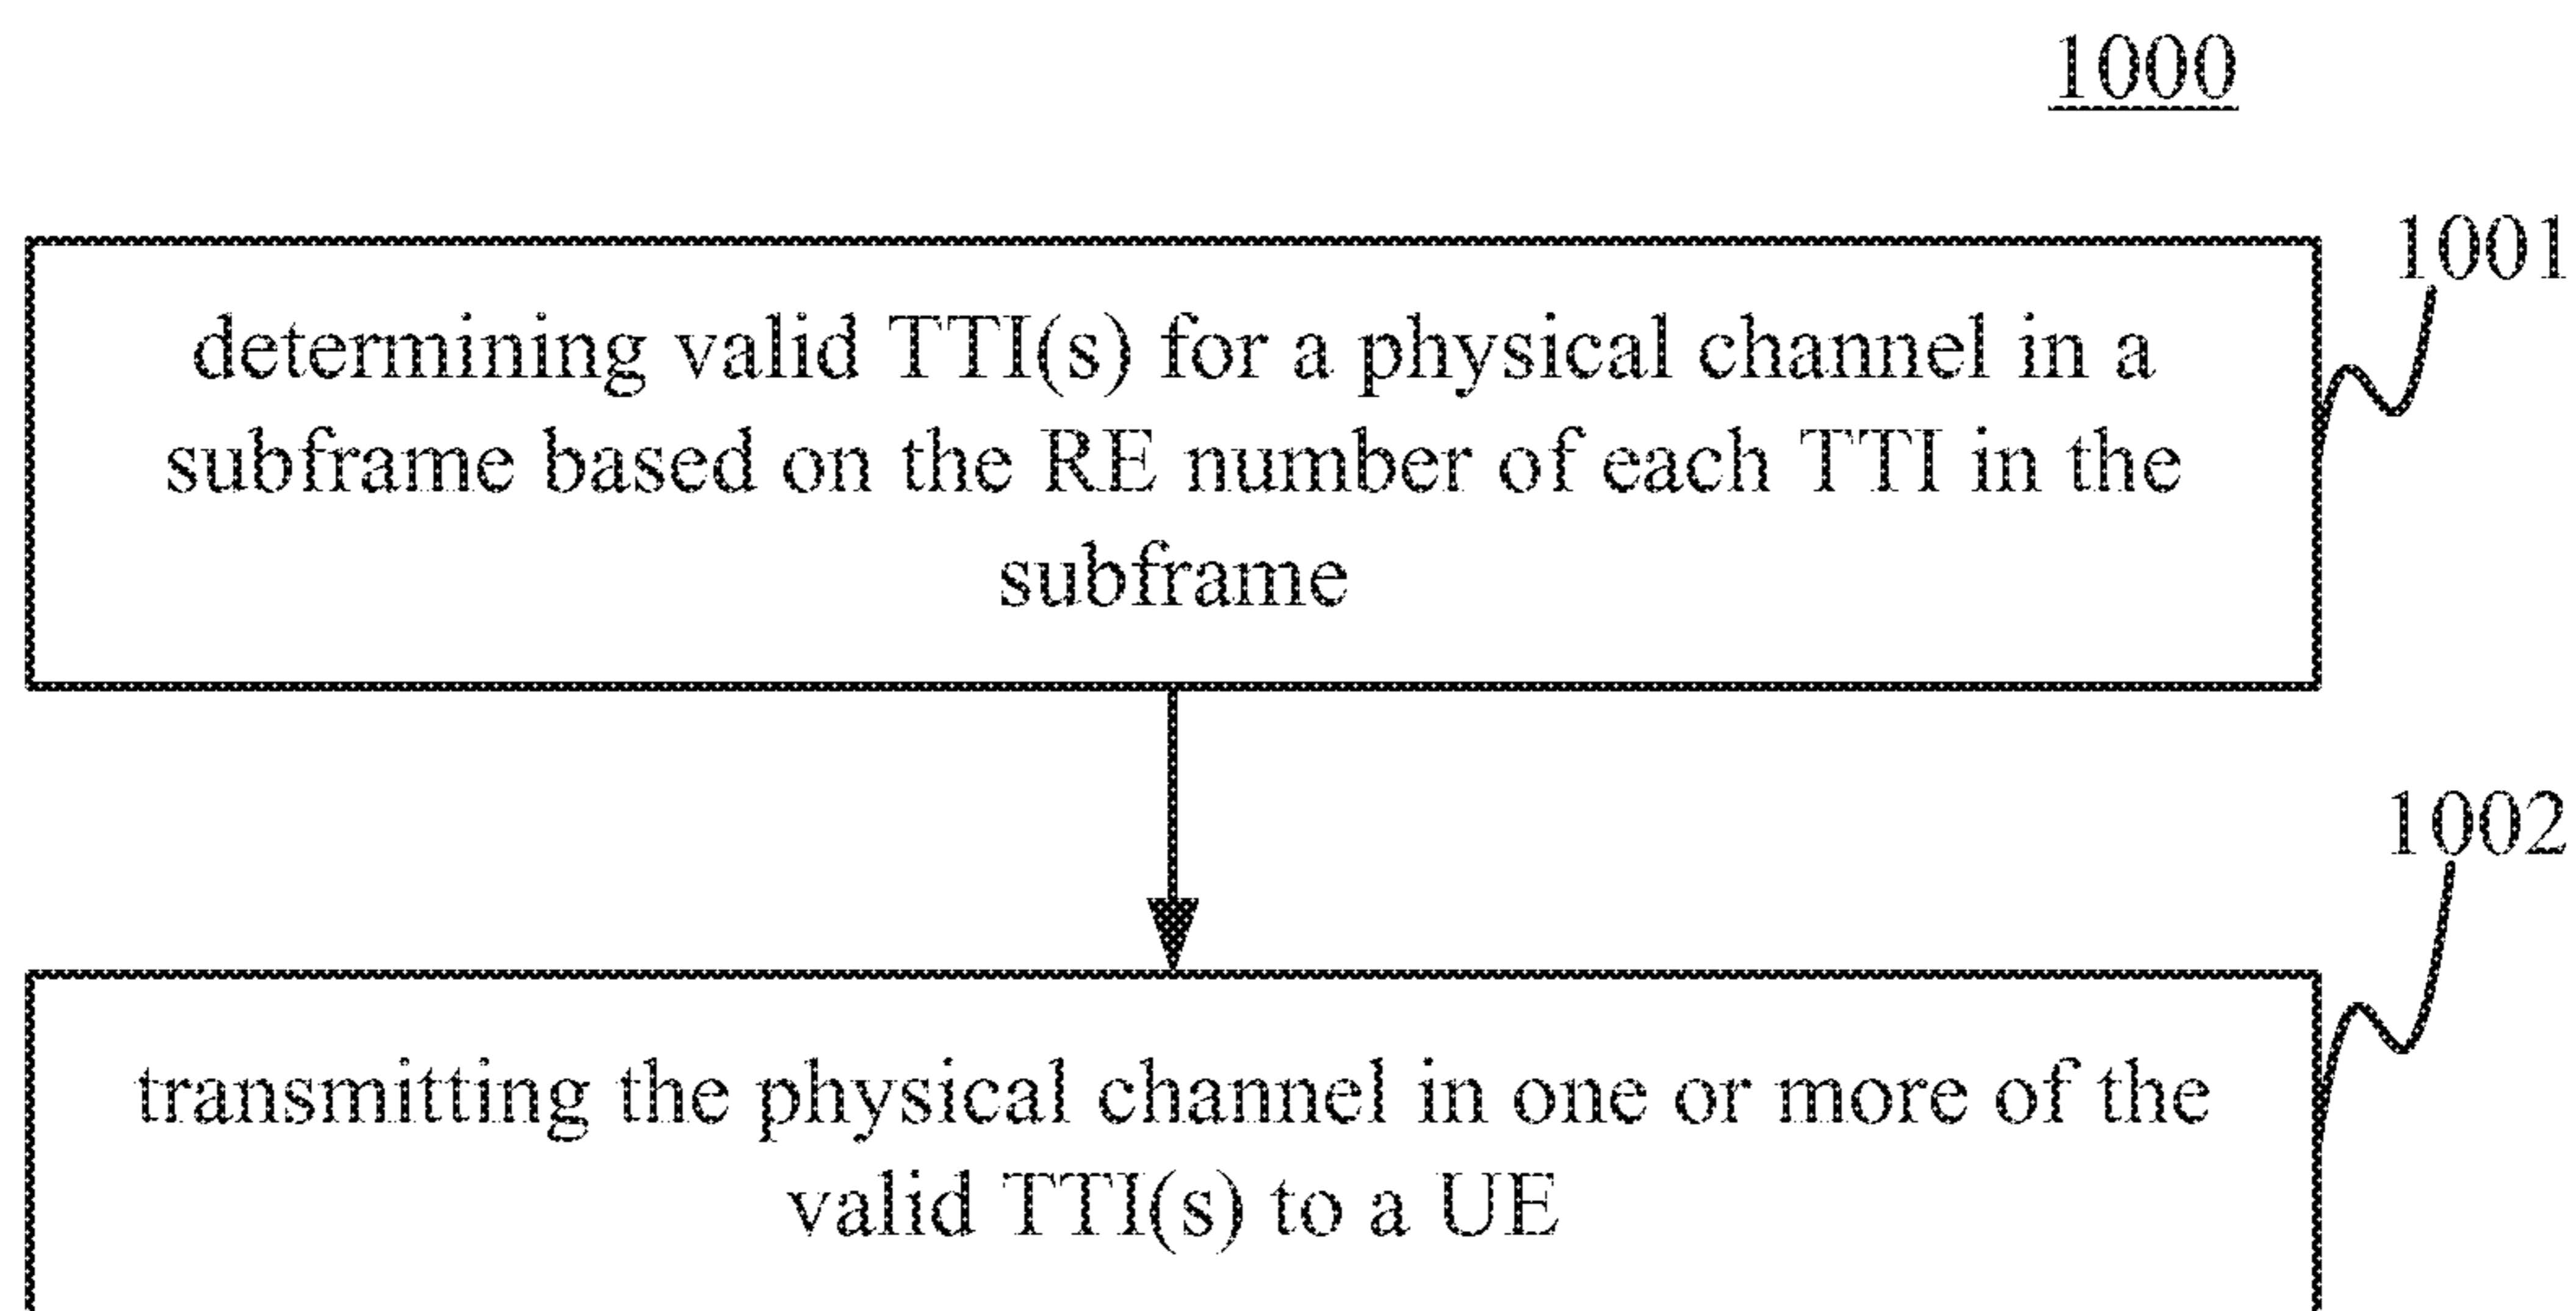 1000
1001
determining valid TTI(s) for a physical channel in a
subframe based on the RE number of each TTI in the
subframe
1002
transmitting the physical channel in one or more of the
valid TTI(s) to a UE